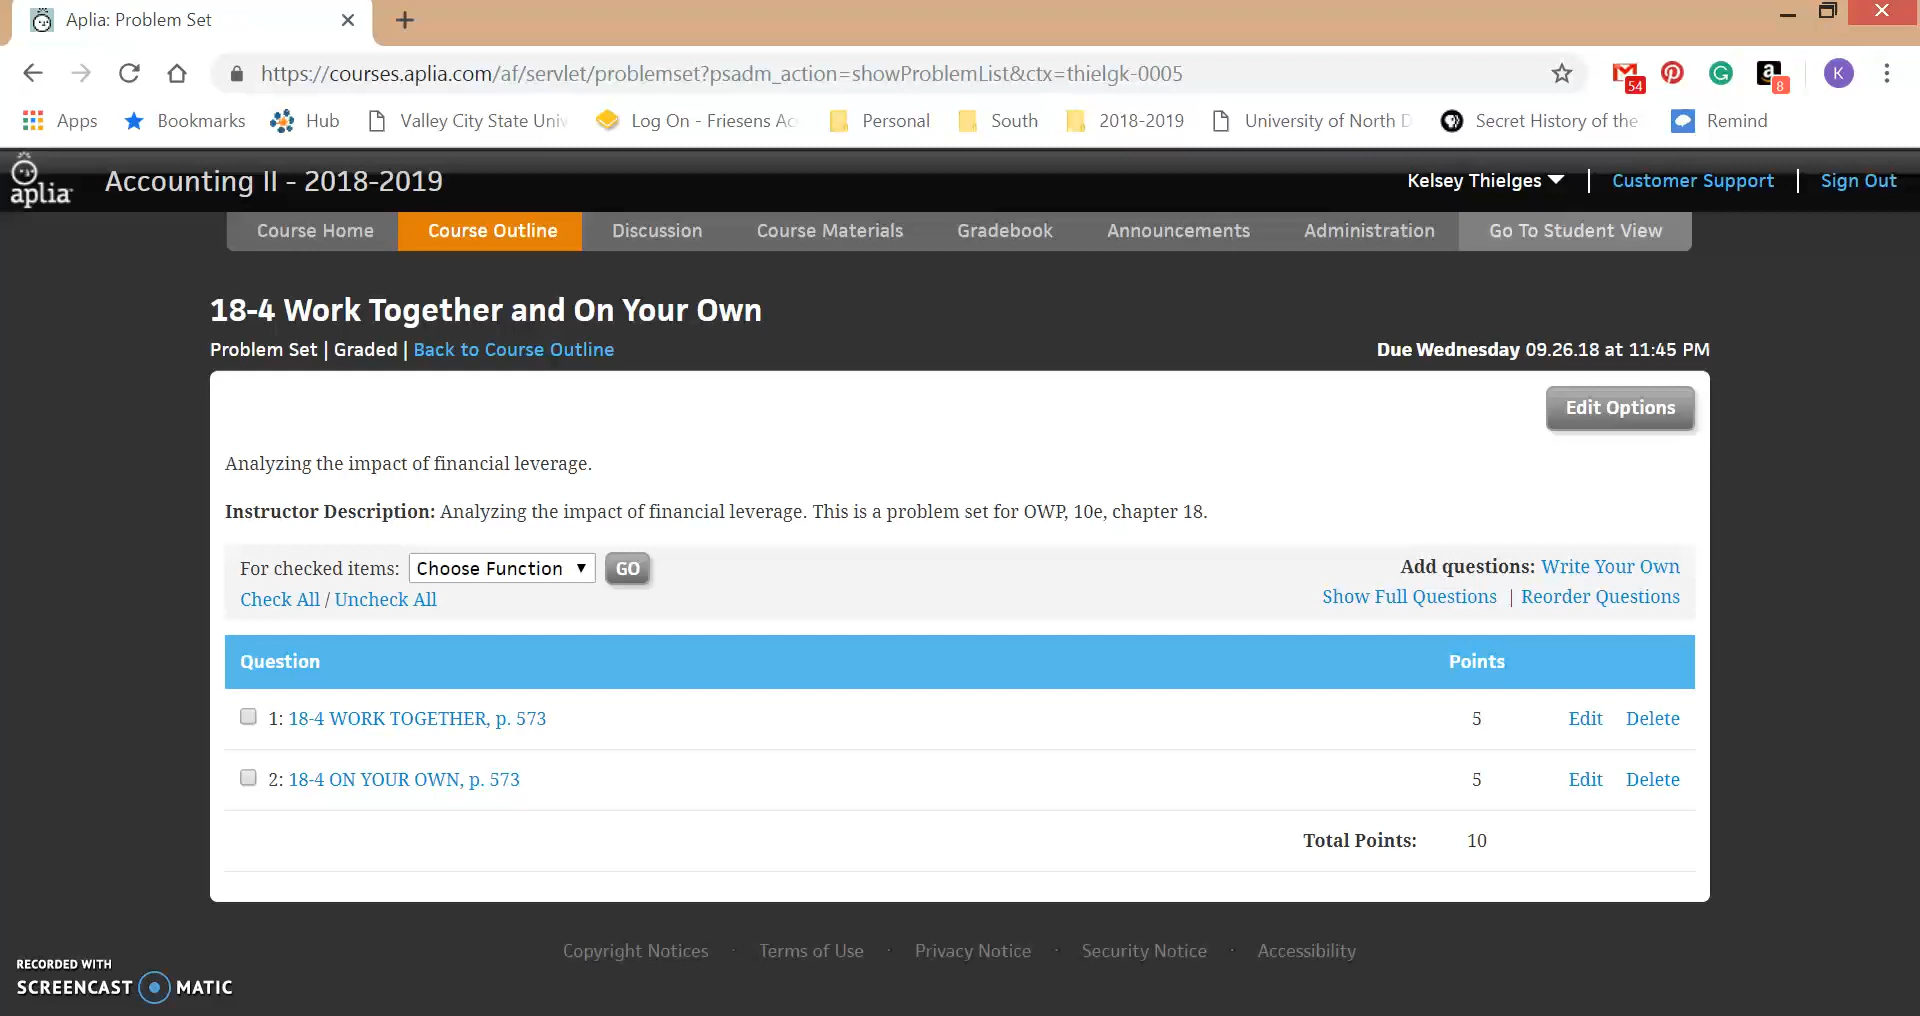 Aplia: Problem Set
https://courses.aplia.com/af/servlet/problemset?psadm_action=showProblemList&ctx=thielgk-0005
54
a
8
K
Apps
Bookmarks
Hub
Valley City State Univ
Log On - Friesens Ac
Personal
South
2018-2019
University of North D
Secret History of the
Remind
aplia
Accounting II - 2018-2019
Kelsey Thielges
Customer Support
Sign Out
Course Home
Course Outline
Discussion
Course Materials
Gradebook
Announcements
Administration
Go To Student View
18-4 Work Together and On Your Own
Problem Set | Graded | Back to Course Outline
Due Wednesday 09.26.18 at 11:45 PM
Edit Options
Analyzing the impact of financial leverage.
Instructor Description: Analyzing the impact of financial leverage. This is a problem set for OWP, 10e, chapter 18.
For checked items: Choose Function GO
Add questions: Write Your Own
Check All / Uncheck All
Show Full Questions | Reorder Questions
Question Points
1: 18-4 WORK TOGETHER, p. 573 5 Edit Delete
2: 18-4 ON YOUR OWN, p. 573 5 Edit Delete
Total Points: 10
Copyright Notices · Terms of Use · Privacy Notice · Security Notice · Accessibility
RECORDED WITH
SCREENCAST MATIC